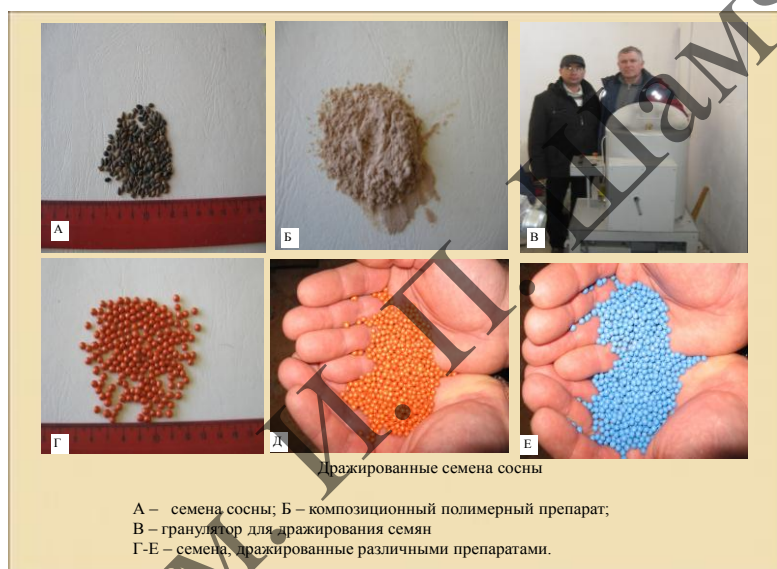 А
Б
В
Г
Д
Е
Дражированные семена сосны
А – семена сосны; Б – композиционный полимерный препарат;
В – гранулятор для дражирования семян
Г-Е – семена, дражированные различными препаратами.